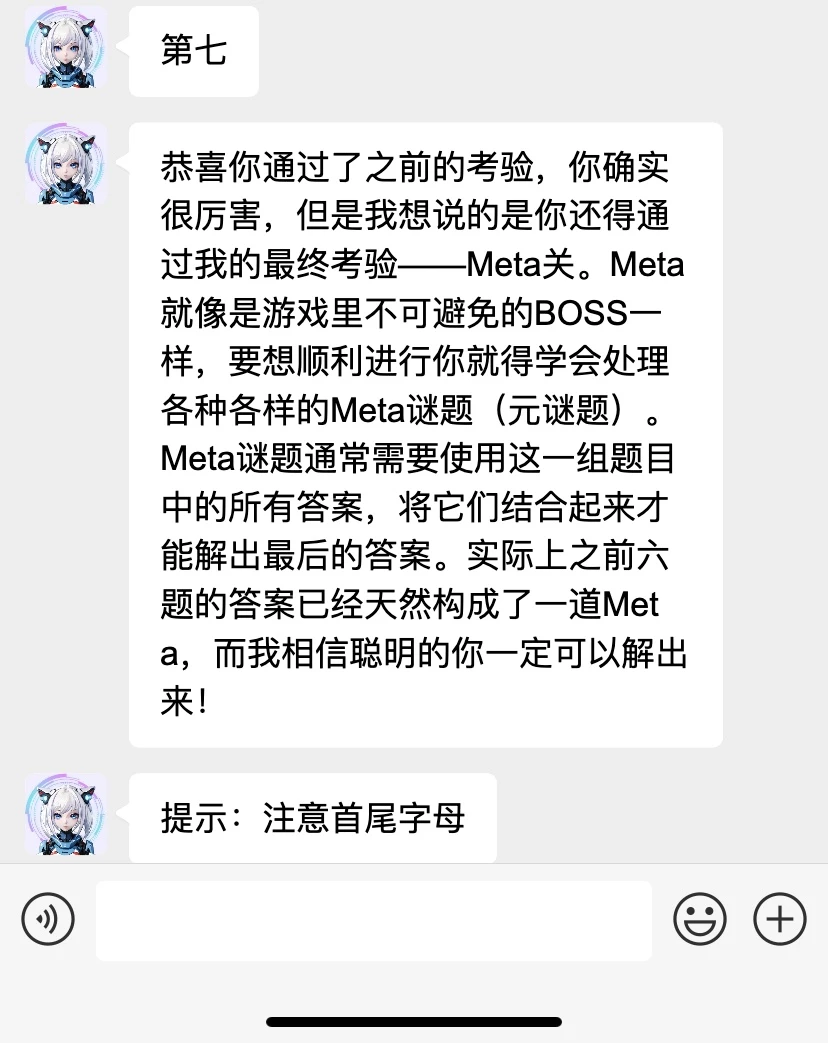 第七
恭喜你通过了之前的考验，你确实
很厉害，但是我想说的是你还得通
过我的最终考验——Meta关。Meta
就像是游戏里不可避免的BOSS一
样，要想顺利进行你就得学会处理
各种各样的Meta谜题（元谜题）。
Meta谜题通常需要使用这一组题目
中的所有答案，将它们结合起来才
能解出最后的答案。实际上之前六
题的答案已经天然构成了一道Met
a，而我相信聪明的你一定可以解出
来！
提示：注意首尾字母